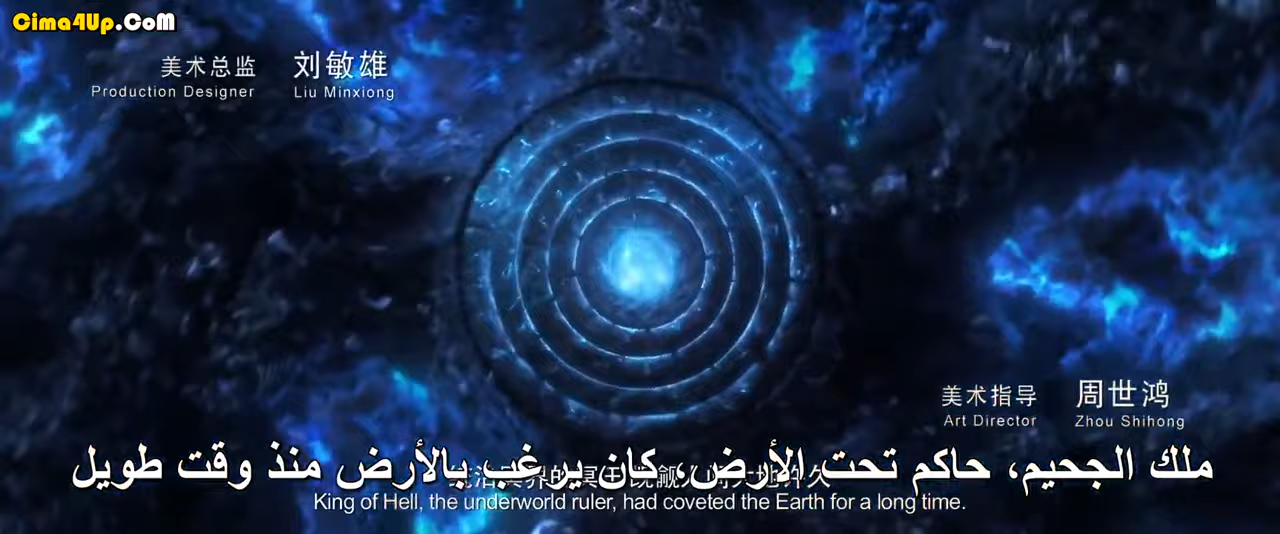 Cima4Up.CoM
美术总监 刘敏雄
Production Designer Liu Minxiong
美术指导 周世鸿
Art Director Zhou Shihong
ملك الجحيم، حاكم تحت الأرض، كان يرغب بالأرض منذ وقت طويل
King of Hell, the underworld ruler, had coveted the Earth for a long time.